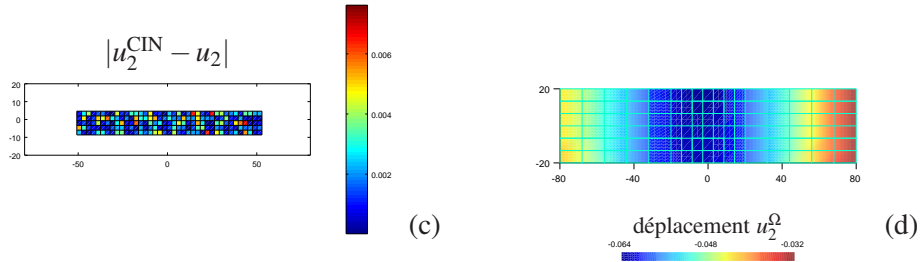 |u₂^CIN − u₂|
20
10
0
-10
-20
-50 0 50
0.006
0.004
0.002
(c)
20
-20
-80 -40 0 40 80
déplacement u₂^Ω
-0.064 -0.048 -0.032
(d)